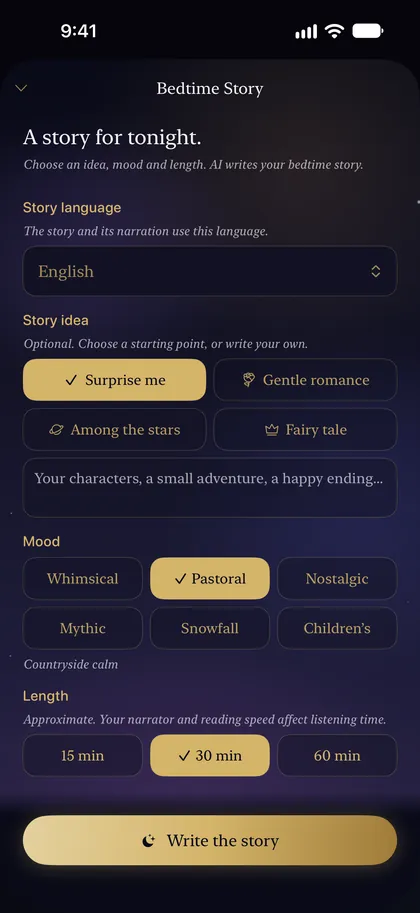 9:41
Bedtime Story
A story for tonight.
Choose an idea, mood and length. AI writes your bedtime story.
Story language
The story and its narration use this language.
English
Story idea
Optional. Choose a starting point, or write your own.
Surprise me
Gentle romance
Among the stars
Fairy tale
Your characters, a small adventure, a happy ending...
Mood
Whimsical
Pastoral
Nostalgic
Mythic
Snowfall
Children's
Countryside calm
Length
Approximate. Your narrator and reading speed affect listening time.
15 min
30 min
60 min
Write the story